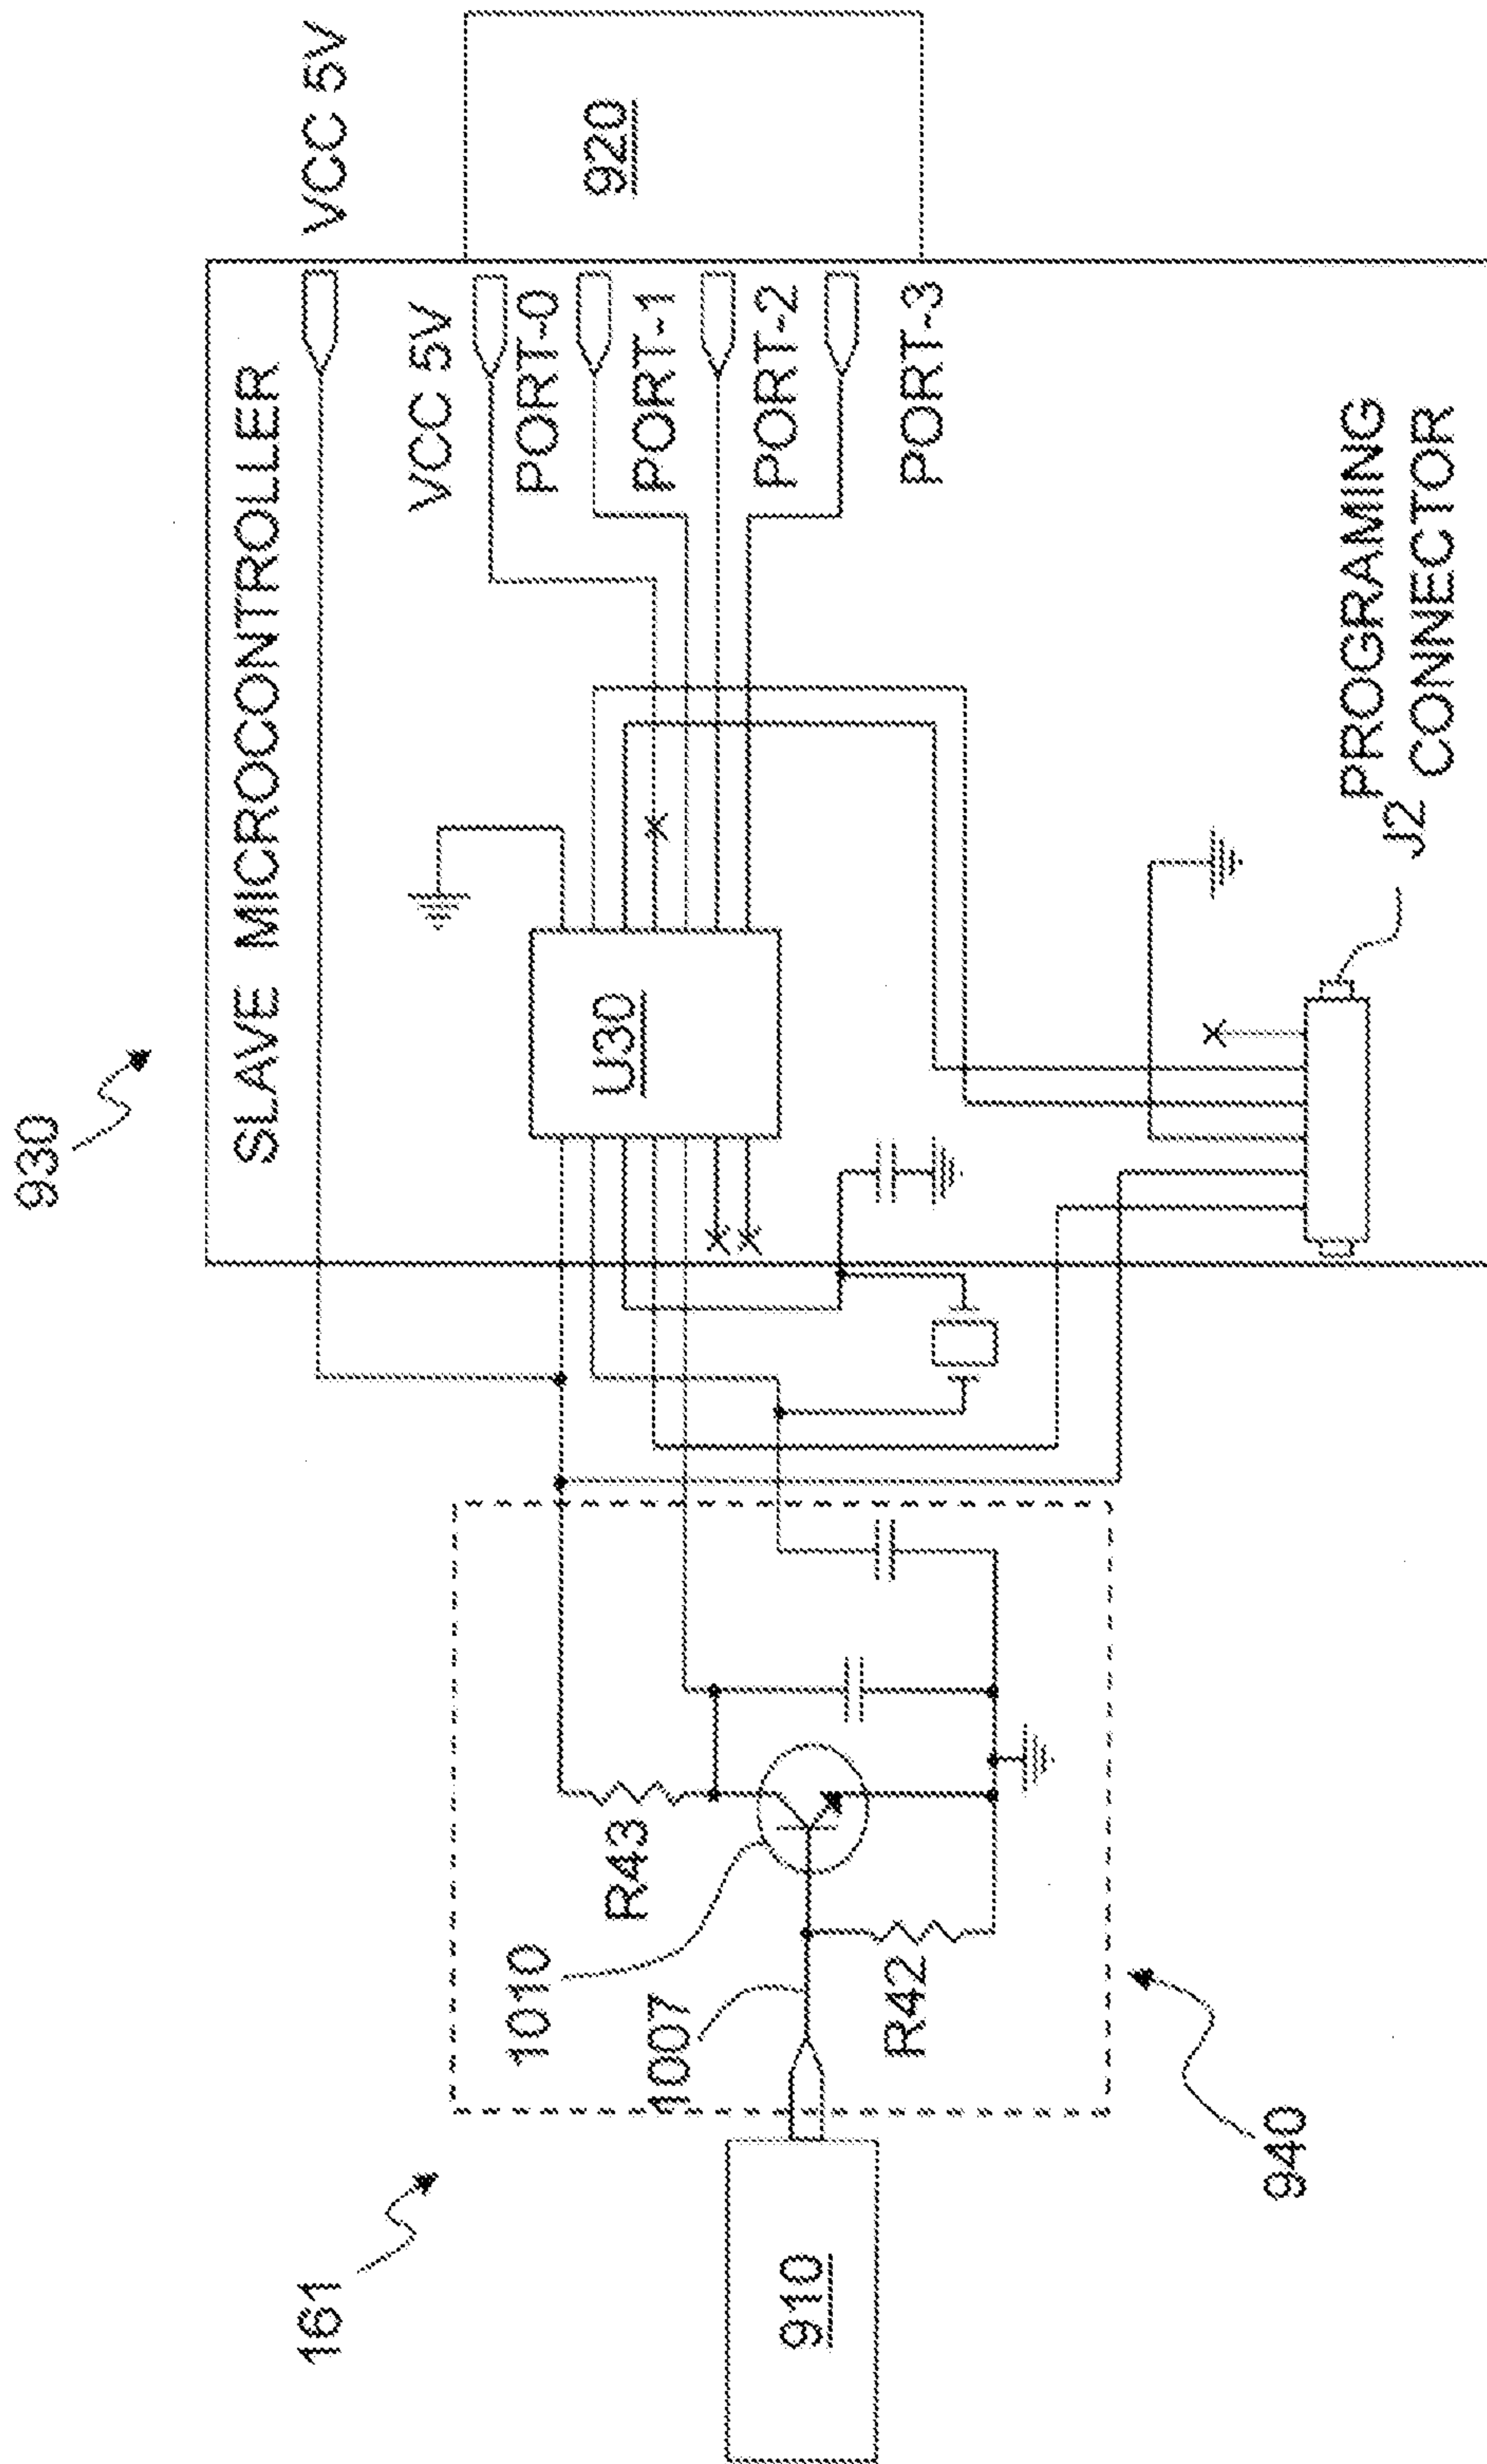 930
SLAVE MICROCONTROLLER
VCC 5V
VCC 5V
PORT-0
PORT-1
PORT-2
PORT-3
920
U30
PROGRAMING
CONNECTOR
J2
161
R43
1010
1007
R42
910
940